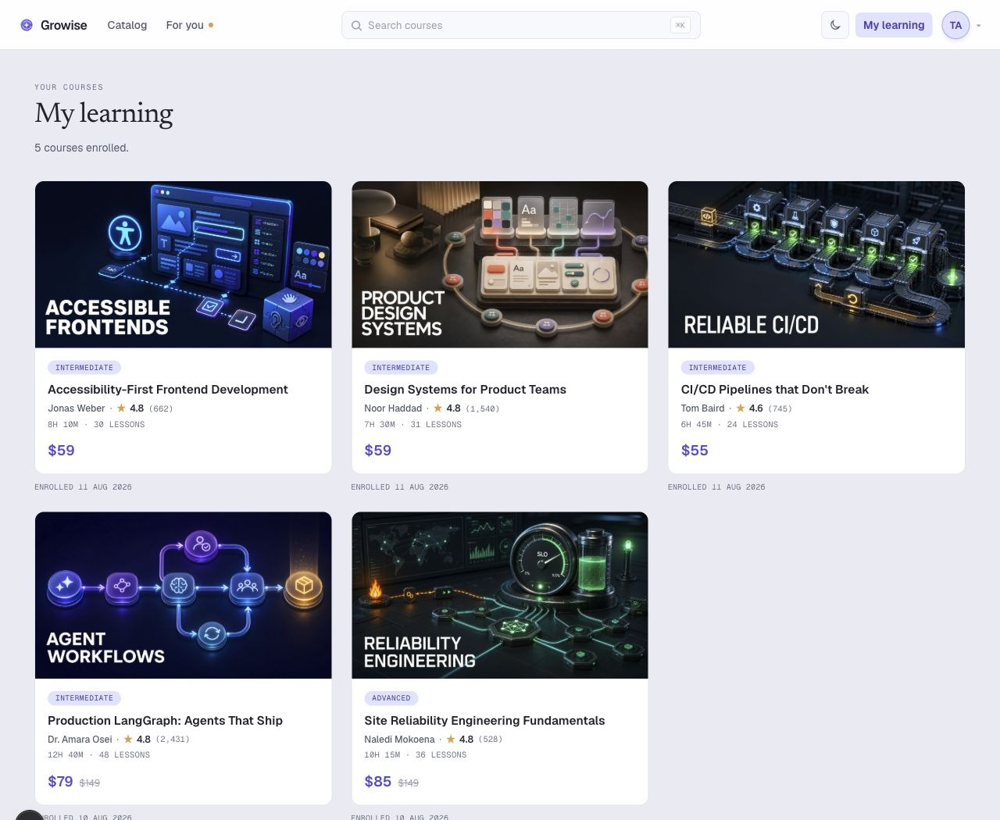 Growise Catalog For you Search courses ⌘K My learning TA
YOUR COURSES
My learning
5 courses enrolled.
ACCESSIBLE
FRONTENDS
INTERMEDIATE
Accessibility-First Frontend Development
Jonas Weber · ★ 4.8 (662)
8H 10M · 30 LESSONS
$59
ENROLLED 11 AUG 2026
Aa
Aa
PRODUCT
DESIGN
SYSTEMS
INTERMEDIATE
Design Systems for Product Teams
Noor Haddad · ★ 4.8 (1,540)
7H 30M · 31 LESSONS
$59
ENROLLED 11 AUG 2026
RELIABLE CI/CD
INTERMEDIATE
CI/CD Pipelines that Don't Break
Tom Baird · ★ 4.6 (745)
6H 45M · 24 LESSONS
$55
ENROLLED 11 AUG 2026
AGENT
WORKFLOWS
INTERMEDIATE
Production LangGraph: Agents That Ship
Dr. Amara Osei · ★ 4.8 (2,431)
12H 40M · 48 LESSONS
$79 $149
ROLLED 10 AUG 2026
SLO
RELIABILITY
ENGINEERING
ADVANCED
Site Reliability Engineering Fundamentals
Naledi Mokoena · ★ 4.8 (528)
10H 15M · 36 LESSONS
$85 $149
ENROLLED 10 AUG 2026